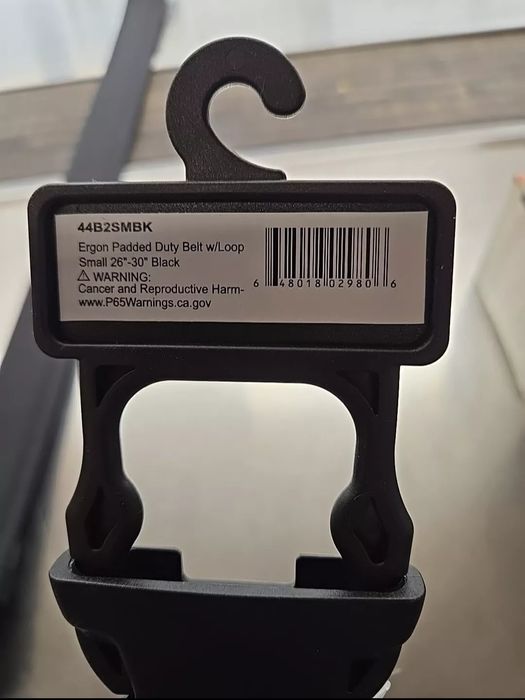 44B2SMBK
Ergon Padded Duty Belt w/Loop
Small 26"-30" Black
⚠ WARNING:
Cancer and Reproductive Harm-
www.P65Warnings.ca.gov
6 48018 02980 6